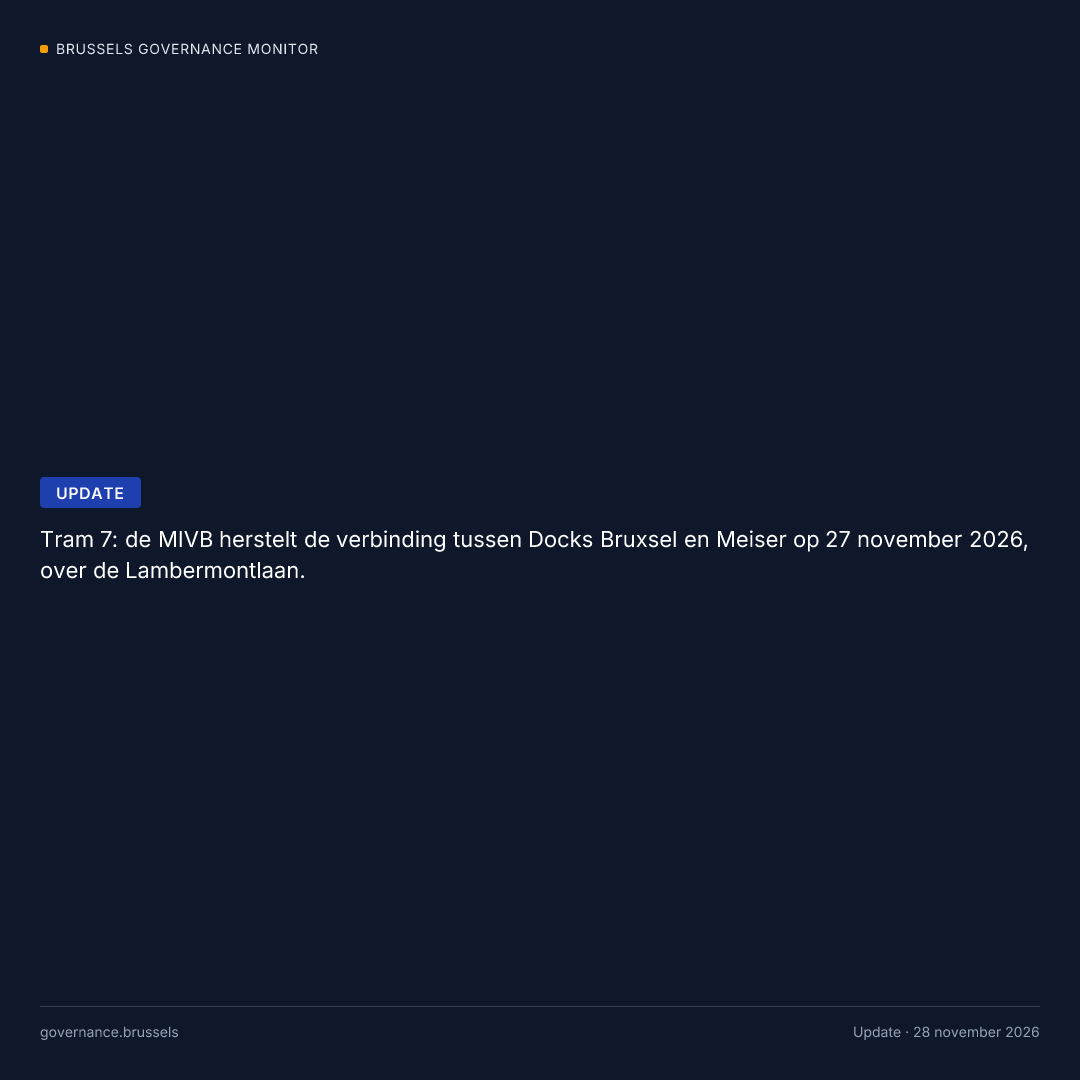 BRUSSELS GOVERNANCE MONITOR
UPDATE
Tram 7: de MIVB herstelt de verbinding tussen Docks Bruxsel en Meiser op 27 november 2026,
over de Lambermontlaan.
governance.brussels
Update · 28 november 2026